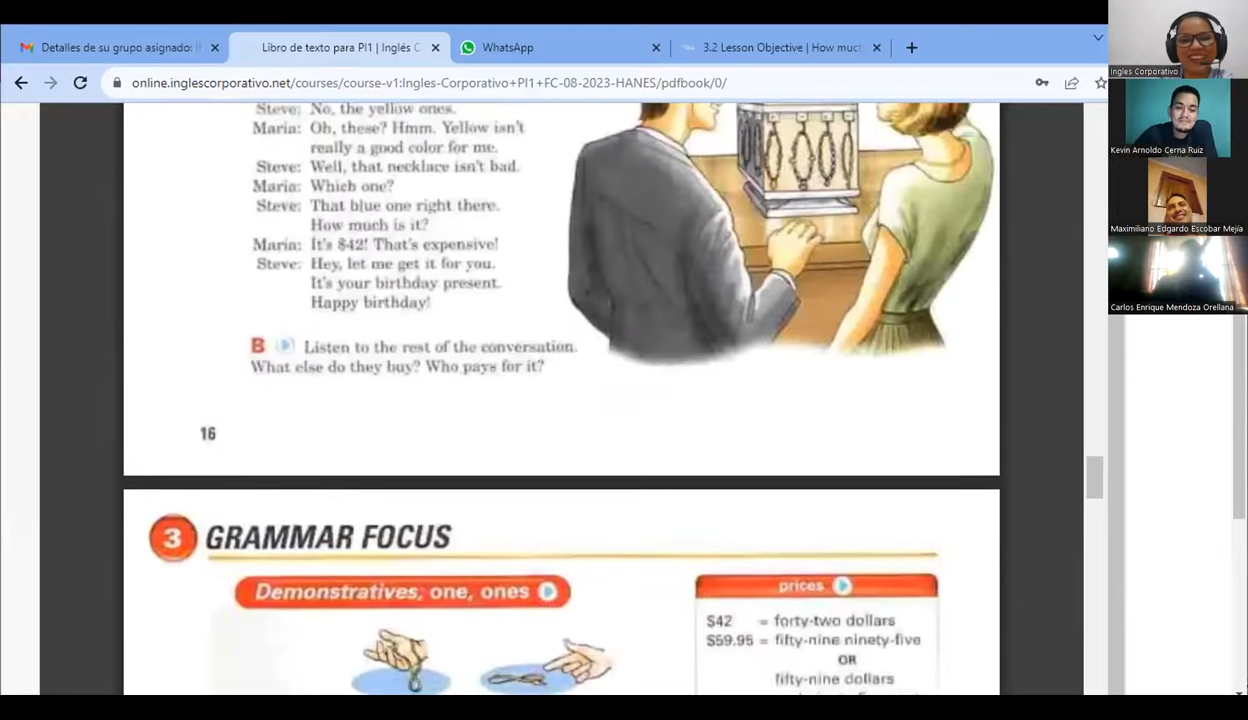 Detalles de su grupo asignado: I
Libro de texto para PI1 | Inglés C
WhatsApp
3.2 Lesson Objective | How much
online.inglescorporativo.net/courses/course-v1:Ingles-Corporativo+PI1+FC-08-2023-HANES/pdfbook/0/
Ingles Corporativo
Kevin Arnoldo Cerna Ruiz
Maximiliano Edgardo Escobar Mejía
Carlos Enrique Mendoza Orellana
Steve: No, the yellow ones.
Maria: Oh, these? Hmm. Yellow isn't
really a good color for me.
Steve: Well, that necklace isn't bad.
Maria: Which one?
Steve: That blue one right there.
How much is it?
Maria: It's $42! That's expensive!
Steve: Hey, let me get it for you.
It's your birthday present.
Happy birthday!
B Listen to the rest of the conversation.
What else do they buy? Who pays for it?
16
3 GRAMMAR FOCUS
Demonstratives, one, ones
prices
$42 = forty-two dollars
$59.95 = fifty-nine ninety-five
OR
fifty-nine dollars